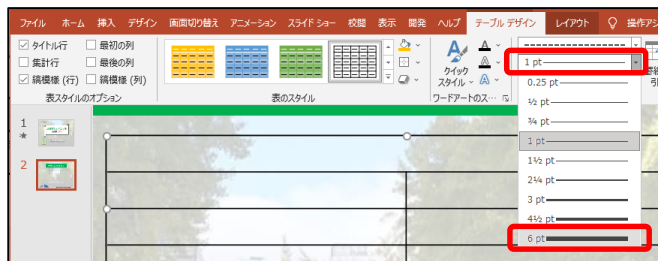 ファイル ホーム 挿入 デザイン 画面切り替え アニメーション スライド ショー 校閲 表示 開発 ヘルプ テーブル デザイン レイアウト 操作アシ
タイトル行 最初の列
集計行 最後の列
縞模様 (行) 縞模様 (列)
表スタイルのオプション
表のスタイル
クイック
スタイル
ワードアートのス…
1 pt
0.25 pt
½ pt
¾ pt
1 pt
1½ pt
2¼ pt
3 pt
4½ pt
6 pt
1
2